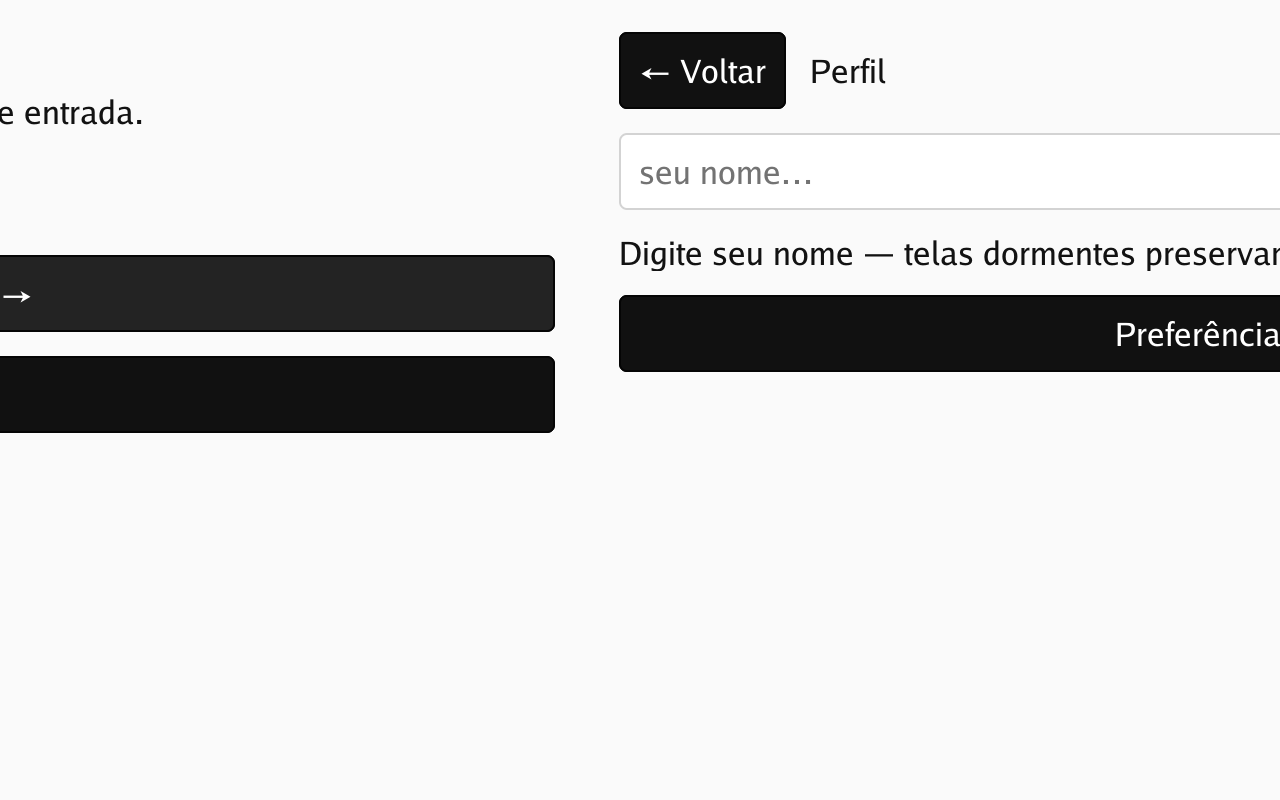 e entrada.
→
← Voltar Perfil
seu nome...
Digite seu nome — telas dormentes preservar
Preferência